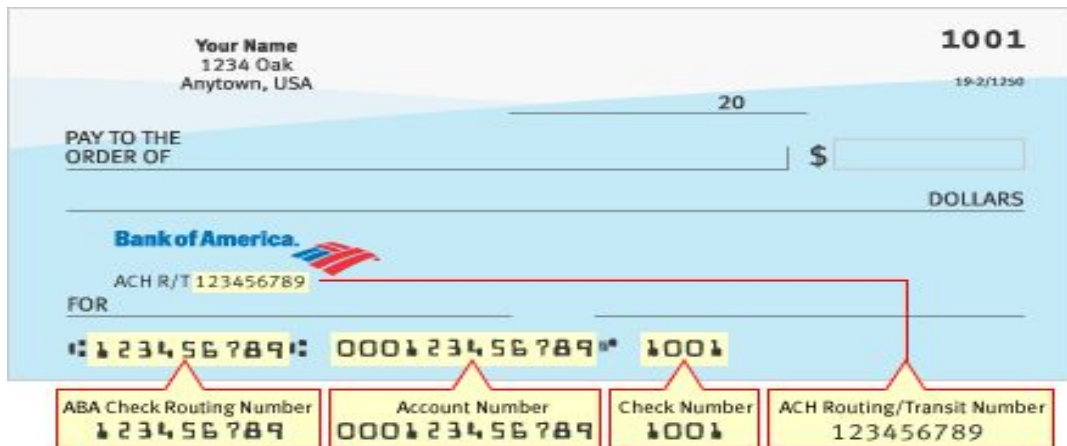 Your Name
1234 Oak
Anytown, USA
1001
19-2/1250
20
PAY TO THE
ORDER OF
$
DOLLARS
Bank of America.
ACH R/T 123456789
FOR
⑆123456789⑆ 000123456789⑈ 1001
ABA Check Routing Number
123456789
Account Number
000123456789
Check Number
1001
ACH Routing/Transit Number
123456789